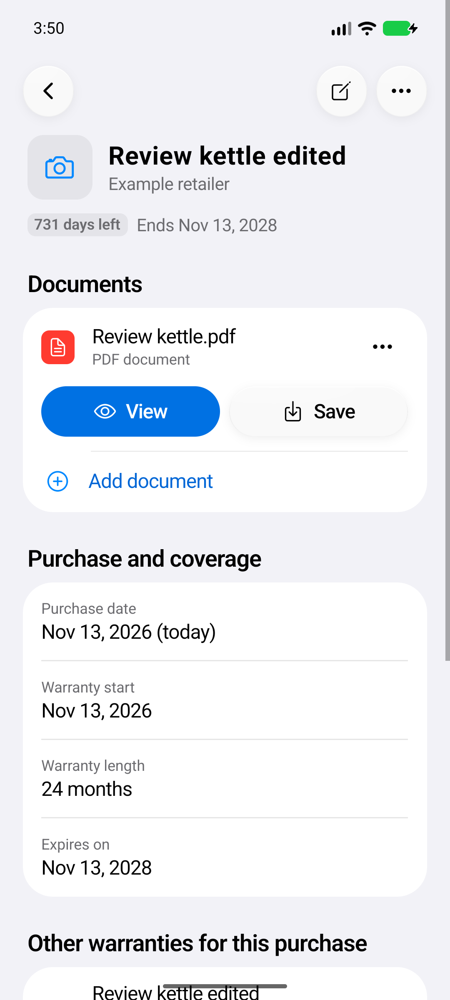 3:50
Review kettle edited
Example retailer
731 days left Ends Nov 13, 2028
Documents
Review kettle.pdf
PDF document
View Save
Add document
Purchase and coverage
Purchase date
Nov 13, 2026 (today)
Warranty start
Nov 13, 2026
Warranty length
24 months
Expires on
Nov 13, 2028
Other warranties for this purchase
Review kettle edited